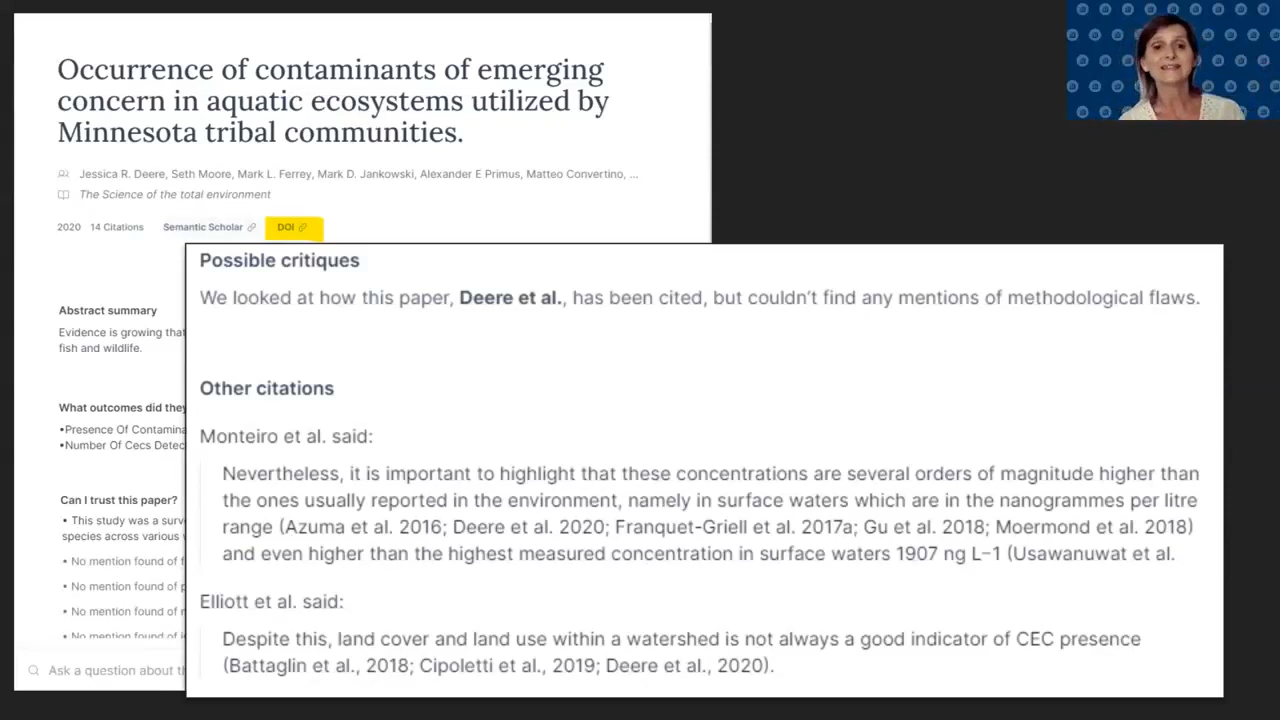 Occurrence of contaminants of emerging
concern in aquatic ecosystems utilized by
Minnesota tribal communities.
Jessica R. Deere, Seth Moore, Mark L. Ferrey, Mark D. Jankowski, Alexander E Primus, Matteo Convertino, ...
The Science of the total environment
2020 14 Citations Semantic Scholar DOI
Abstract summary
Evidence is growing that
fish and wildlife.
What outcomes did they
•Presence Of Contamina
•Number Of Cecs Detec
Can I trust this paper?
• This study was a surv
species across various
• No mention found of f
• No mention found of p
• No mention found of r
• No mention found of i
Ask a question about th
Possible critiques
We looked at how this paper, Deere et al., has been cited, but couldn't find any mentions of methodological flaws.
Other citations
Monteiro et al. said:
Nevertheless, it is important to highlight that these concentrations are several orders of magnitude higher than
the ones usually reported in the environment, namely in surface waters which are in the nanogrammes per litre
range (Azuma et al. 2016; Deere et al. 2020; Franquet-Griell et al. 2017a; Gu et al. 2018; Moermond et al. 2018)
and even higher than the highest measured concentration in surface waters 1907 ng L−1 (Usawanuwat et al.
Elliott et al. said:
Despite this, land cover and land use within a watershed is not always a good indicator of CEC presence
(Battaglin et al., 2018; Cipoletti et al., 2019; Deere et al., 2020).